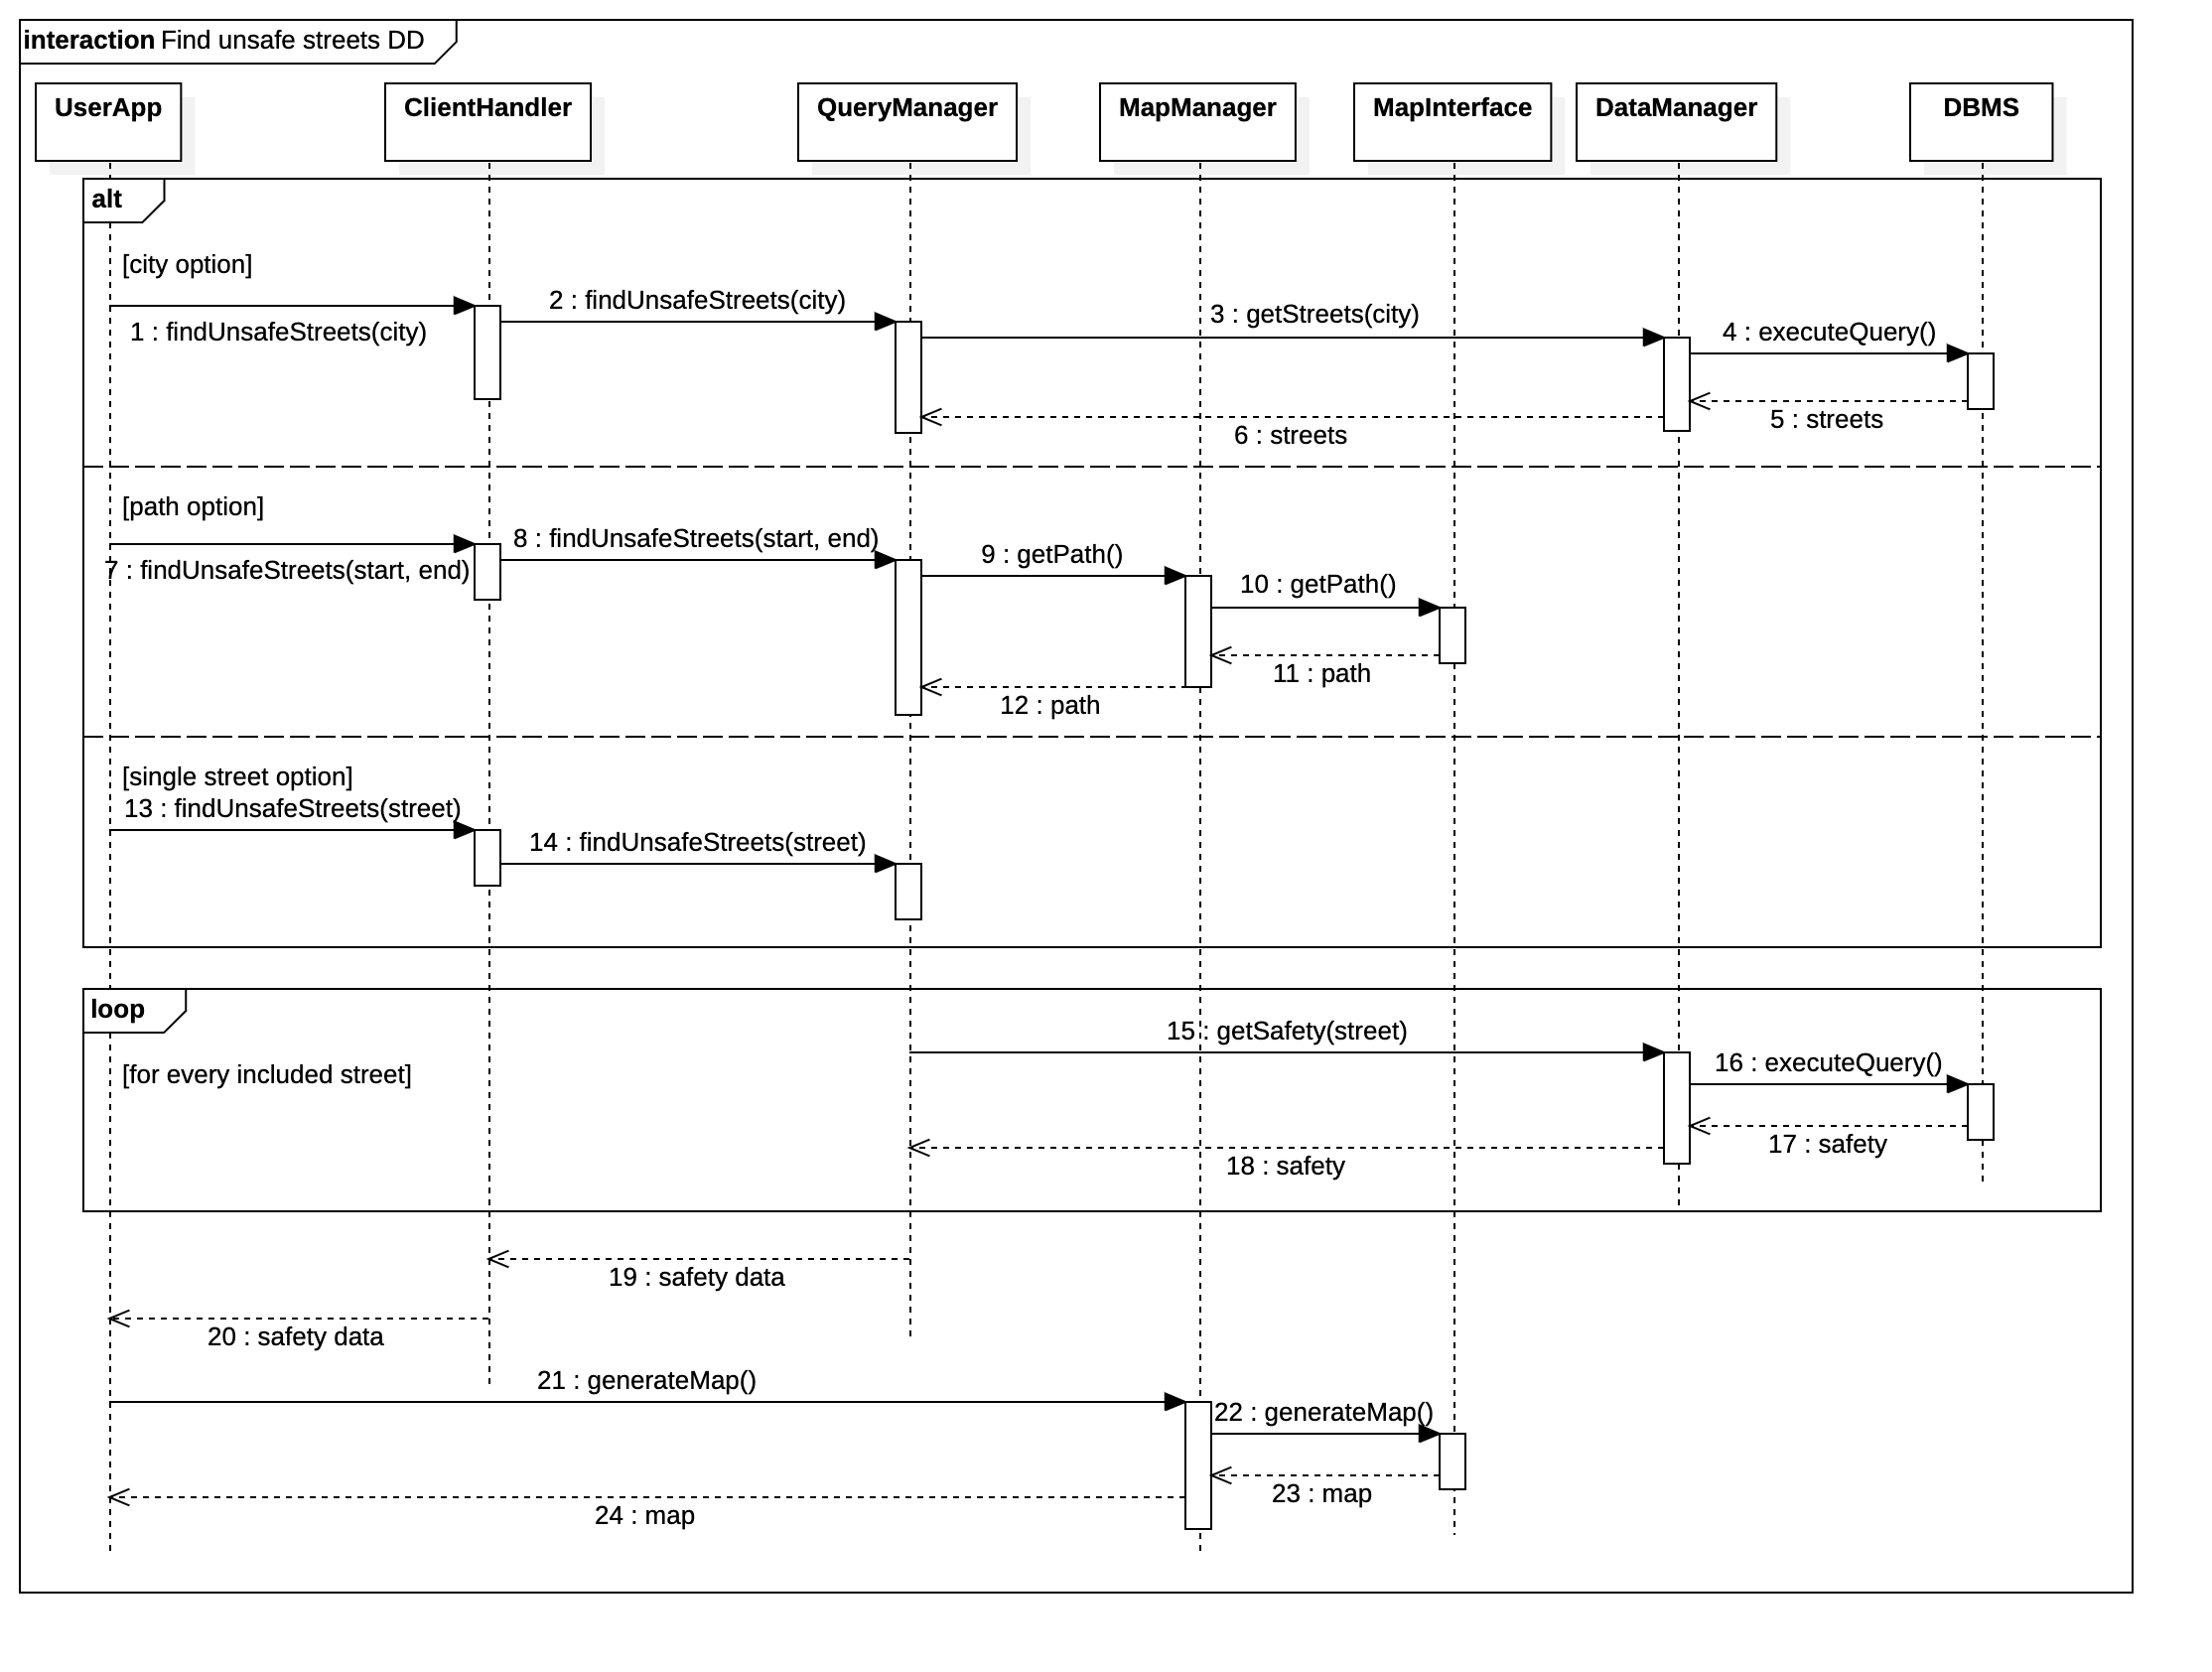 interaction Find unsafe streets DD
UserApp
ClientHandler
QueryManager
MapManager
MapInterface
DataManager
DBMS
alt
[city option]
1 : findUnsafeStreets(city)
2 : findUnsafeStreets(city)
3 : getStreets(city)
4 : executeQuery()
5 : streets
6 : streets
[path option]
7 : findUnsafeStreets(start, end)
8 : findUnsafeStreets(start, end)
9 : getPath()
10 : getPath()
11 : path
12 : path
[single street option]
13 : findUnsafeStreets(street)
14 : findUnsafeStreets(street)
loop
[for every included street]
15 : getSafety(street)
16 : executeQuery()
17 : safety
18 : safety
19 : safety data
20 : safety data
21 : generateMap()
22 : generateMap()
23 : map
24 : map